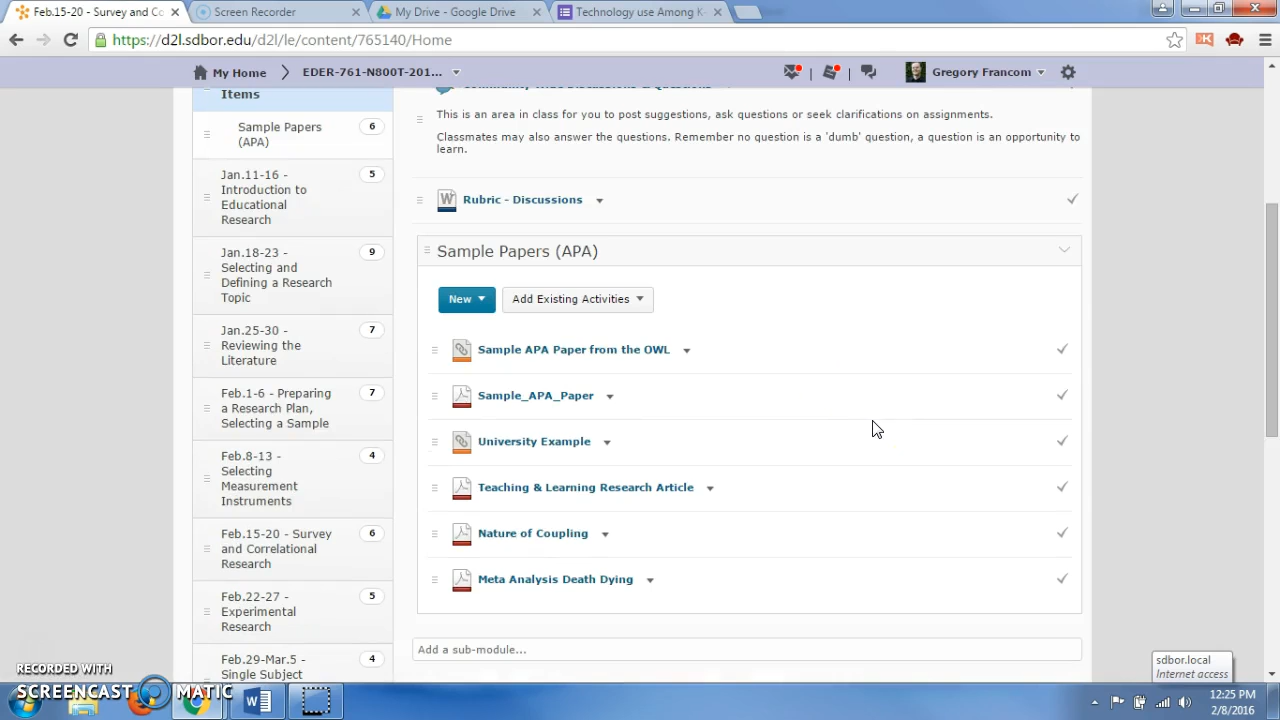 Feb.15-20 - Survey and Co
Screen Recorder
My Drive - Google Drive
Technology use Among K-
https://d2l.sdbor.edu/d2l/le/content/765140/Home
My Home
EDER-761-N800T-201...
Gregory Francom
Items
Sample Papers
(APA)
6
Jan.11-16 -
Introduction to
Educational
Research
5
Jan.18-23 -
Selecting and
Defining a Research
Topic
9
Jan.25-30 -
Reviewing the
Literature
7
Feb.1-6 - Preparing
a Research Plan,
Selecting a Sample
7
Feb.8-13 -
Selecting
Measurement
Instruments
4
Feb.15-20 - Survey
and Correlational
Research
6
Feb.22-27 -
Experimental
Research
5
Feb.29-Mar.5 -
Single Subject
4
This is an area in class for you to post suggestions, ask questions or seek clarifications on assignments.
Classmates may also answer the questions. Remember no question is a 'dumb' question, a question is an opportunity to
learn.
Rubric - Discussions
Sample Papers (APA)
New
Add Existing Activities
Sample APA Paper from the OWL
Sample_APA_Paper
University Example
Teaching & Learning Research Article
Nature of Coupling
Meta Analysis Death Dying
Add a sub-module...
sdbor.local
Internet access
RECORDED WITH
SCREENCAST MATIC
12:25 PM
2/8/2016